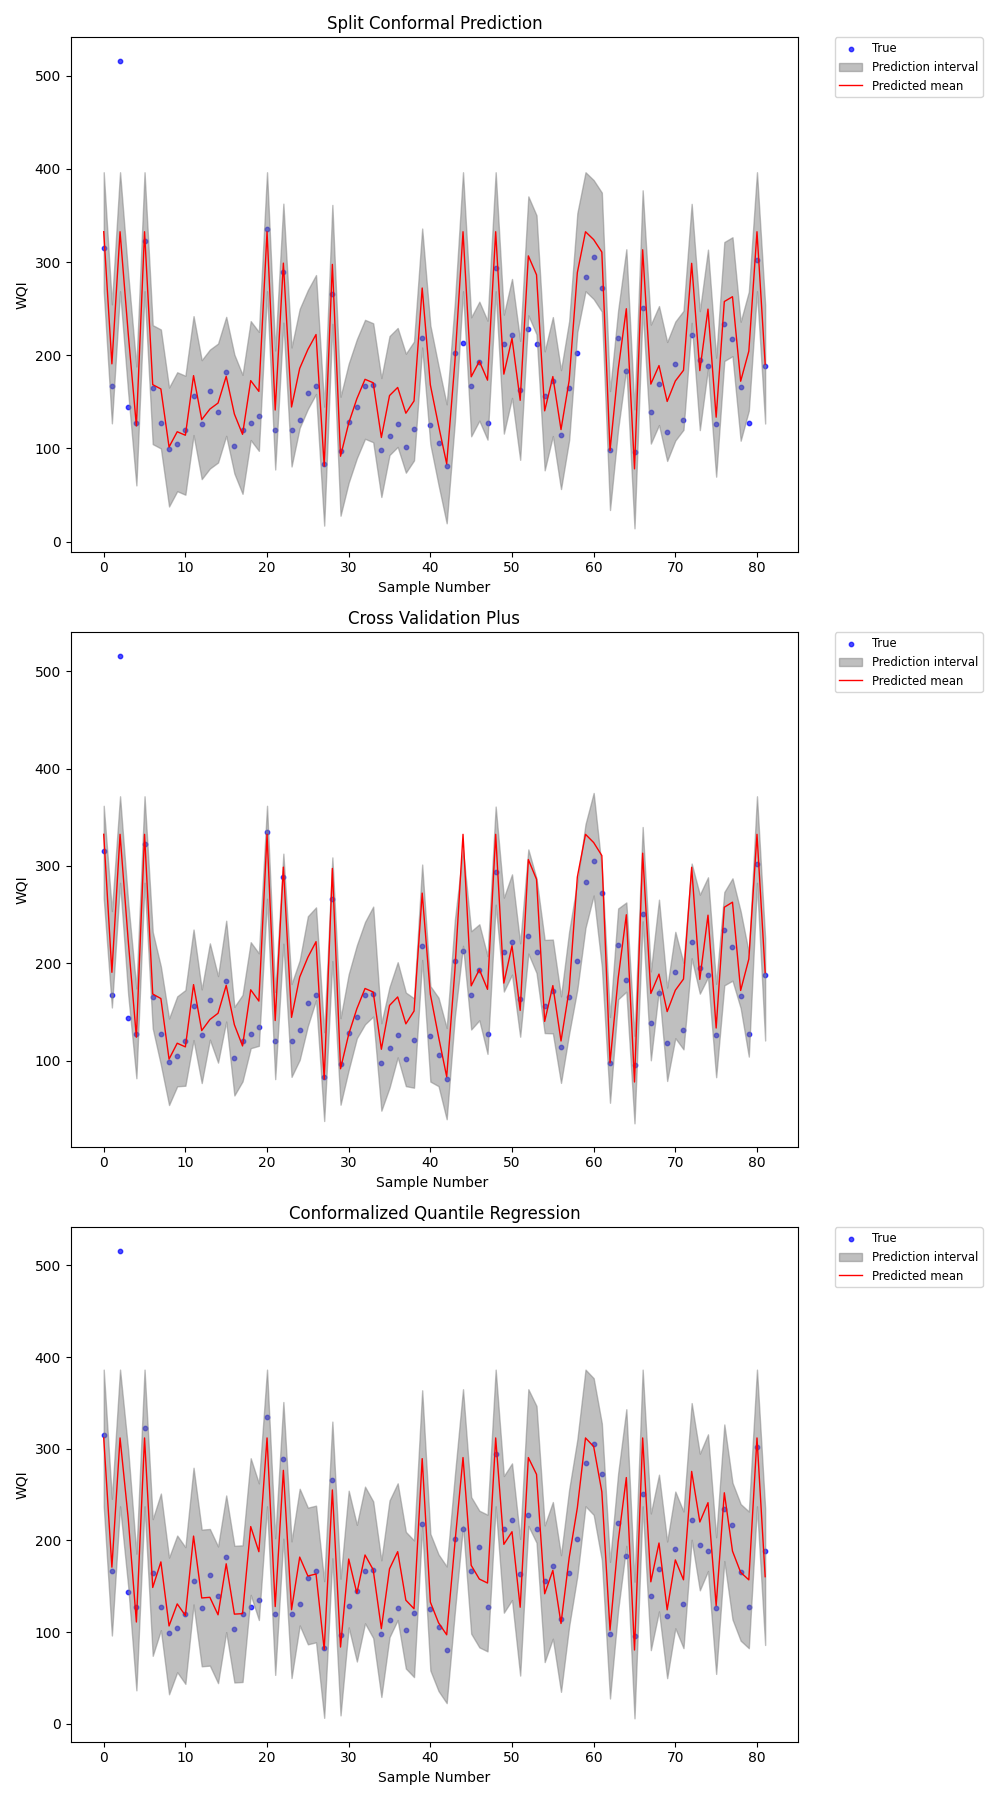 Split Conformal Prediction
500
400
300
200
100
0
WQI
0 10 20 30 40 50 60 70 80
Sample Number
True
Prediction interval
Predicted mean
Cross Validation Plus
500
400
300
200
100
WQI
0 10 20 30 40 50 60 70 80
Sample Number
True
Prediction interval
Predicted mean
Conformalized Quantile Regression
500
400
300
200
100
0
WQI
0 10 20 30 40 50 60 70 80
Sample Number
True
Prediction interval
Predicted mean